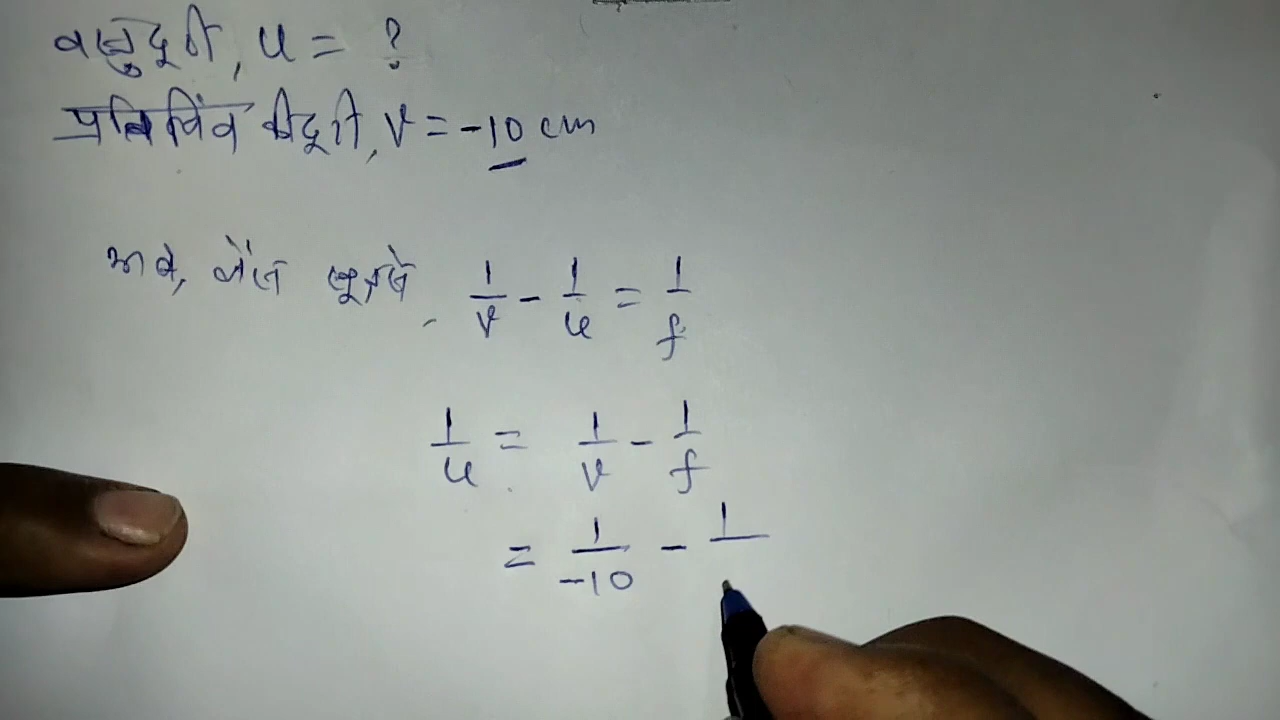 वस्तु दूरी, u = ?
प्रतिबिंब की दूरी, v = -10 cm
अब, लेंस सूत्र से, 1/v - 1/u = 1/f
1/u = 1/v - 1/f
= 1/-10 - 1/